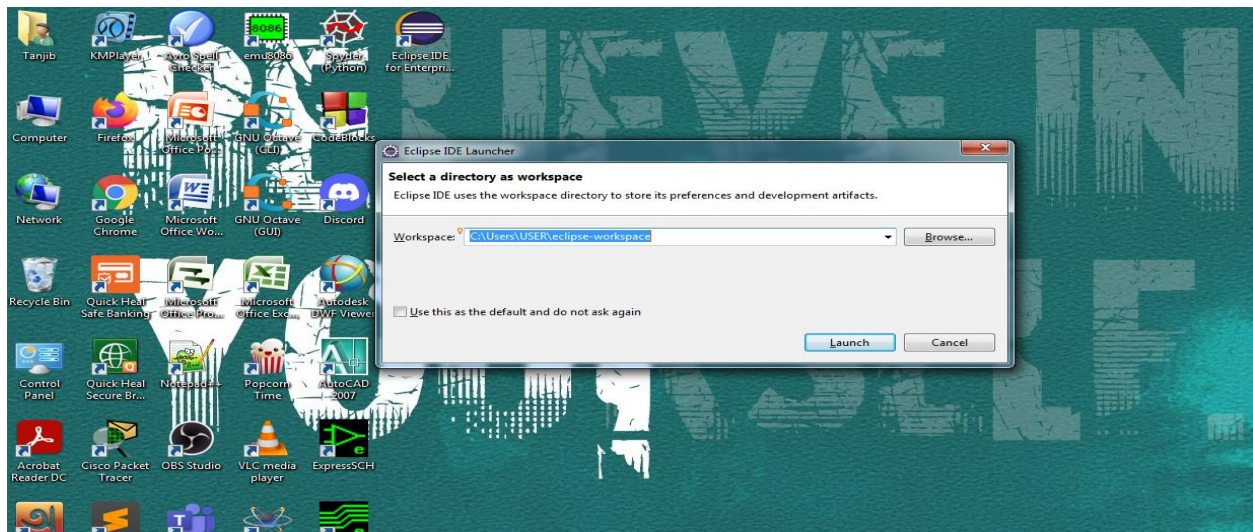 Tanjib
KMPlayer
Avro Spell
Checker
8086
emu8086
Spyder
(Python)
Eclipse IDE
for Enterpri...
Computer
Firefox
Microsoft
Office Po...
GNU Octave
(CLI)
CodeBlocks
Network
Google
Chrome
Microsoft
Office Wo...
GNU Octave
(GUI)
Discord
Recycle Bin
Quick Heal
Safe Banking
Microsoft
Office Pro...
Microsoft
Office Exc...
Autodesk
DWF Viewer
Control
Panel
Quick Heal
Secure Br...
Notepad++
Popcorn
Time
AutoCAD
2007
Acrobat
Reader DC
Cisco Packet
Tracer
OBS Studio
VLC media
player
ExpressSCH
Eclipse IDE Launcher
Select a directory as workspace
Eclipse IDE uses the workspace directory to store its preferences and development artifacts.
Workspace: C:\Users\USER\eclipse-workspace
Browse...
Use this as the default and do not ask again
Launch
Cancel
BELIEVE IN
YOURSELF